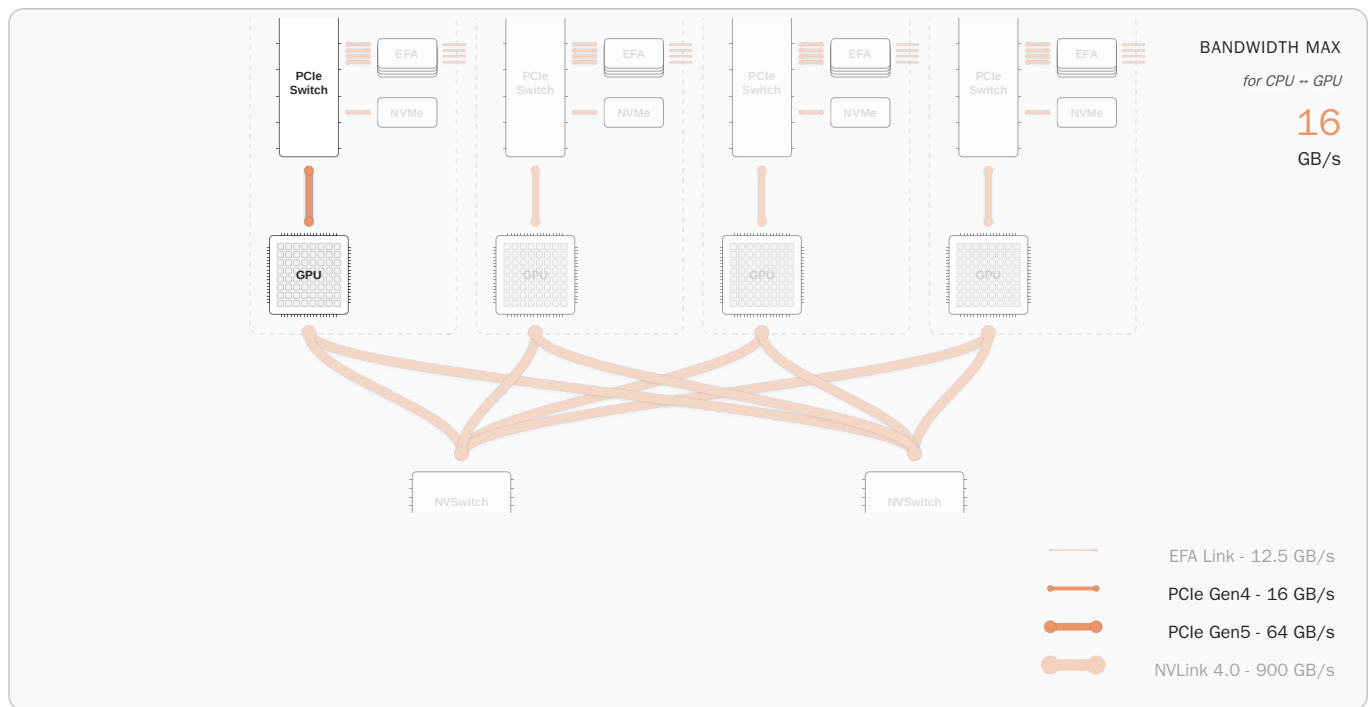 PCIe
Switch
EFA
NVMe
PCIe
Switch
EFA
NVMe
PCIe
Switch
EFA
NVMe
PCIe
Switch
EFA
NVMe
BANDWIDTH MAX
for CPU ↔ GPU
16
GB/s
GPU
GPU
GPU
GPU
NVSwitch
NVSwitch
EFA Link - 12.5 GB/s
PCIe Gen4 - 16 GB/s
PCIe Gen5 - 64 GB/s
NVLink 4.0 - 900 GB/s